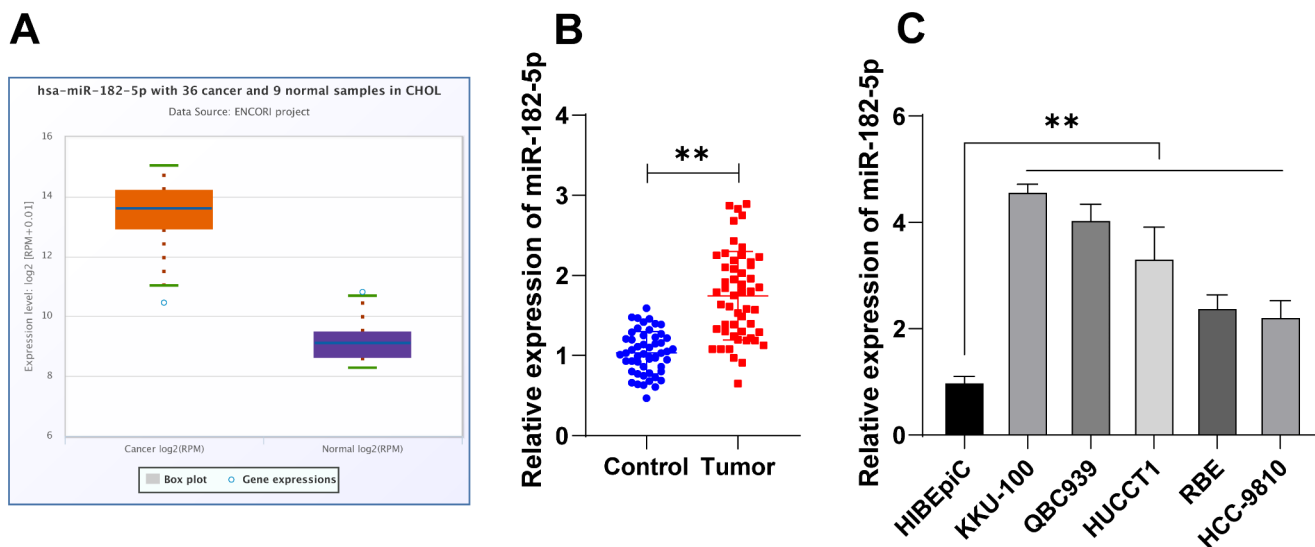 A
hsa-miR-182-5p with 36 cancer and 9 normal samples in CHOL
Data Source: ENCORI project
Expression level: log2 [RPM+0.01]
16
14
12
10
8
6
Cancer log2(RPM)
Normal log2(RPM)
Box plot
Gene expressions
B
Relative expression of miR-182-5p
4
3
2
1
0
**
Control
Tumor
C
Relative expression of miR-182-5p
6
4
2
0
**
HIBEpiC
KKU-100
QBC939
HUCCT1
RBE
HCC-9810